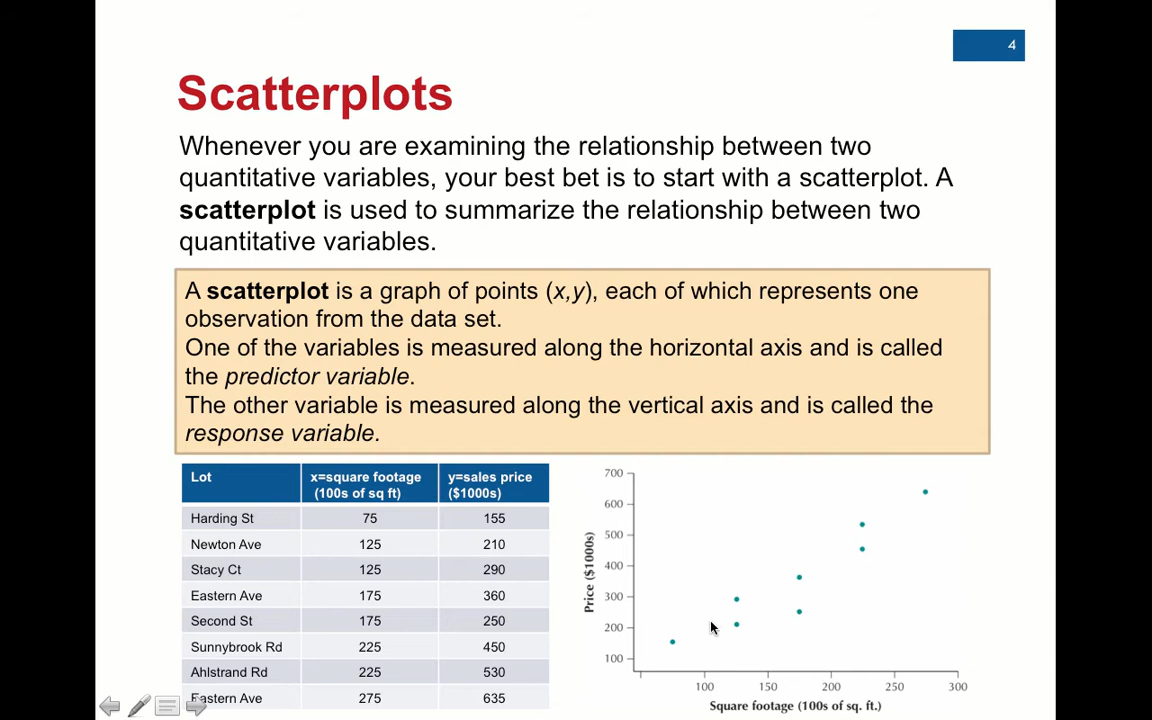 4
Scatterplots
Whenever you are examining the relationship between two
quantitative variables, your best bet is to start with a scatterplot. A
scatterplot is used to summarize the relationship between two
quantitative variables.
A scatterplot is a graph of points (x,y), each of which represents one
observation from the data set.
One of the variables is measured along the horizontal axis and is called
the predictor variable.
The other variable is measured along the vertical axis and is called the
response variable.
Lot x=square footage y=sales price
(100s of sq ft) ($1000s)
Harding St 75 155
Newton Ave 125 210
Stacy Ct 125 290
Eastern Ave 175 360
Second St 175 250
Sunnybrook Rd 225 450
Ahlstrand Rd 225 530
Eastern Ave 275 635
Price ($1000s)
700
600
500
400
300
200
100
100 150 200 250 300
Square footage (100s of sq. ft.)